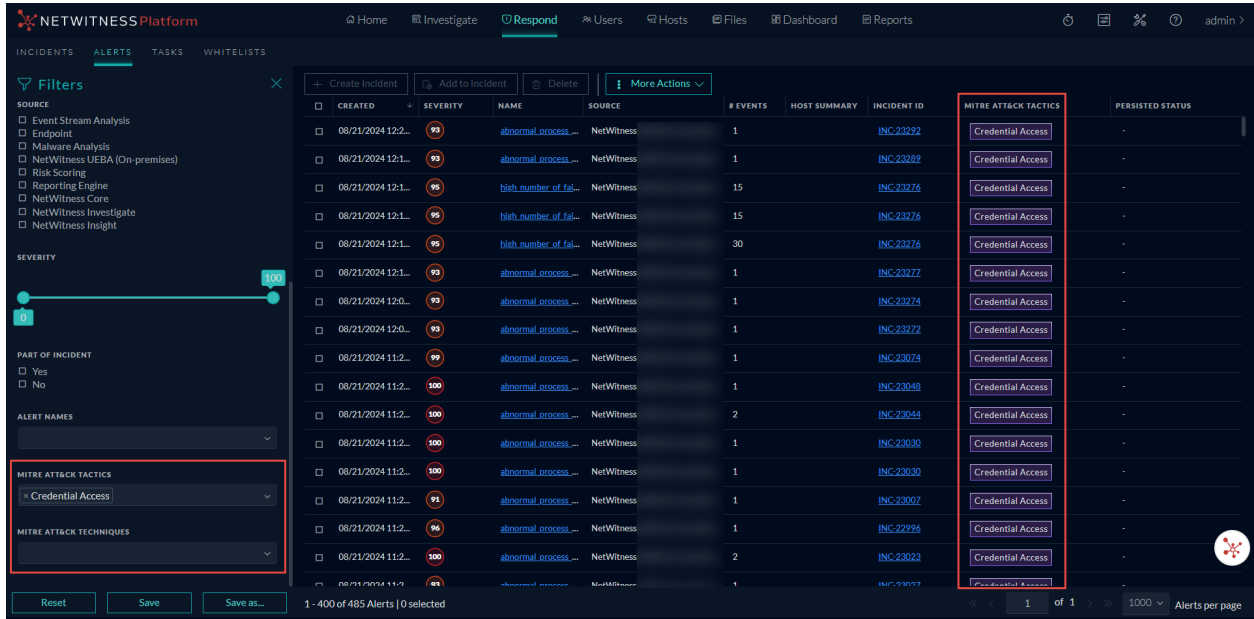 NETWITNESS Platform
Home Investigate Respond Users Hosts Files Dashboard Reports admin >
INCIDENTS ALERTS TASKS WHITELISTS
Filters
SOURCE
Event Stream Analysis
Endpoint
Malware Analysis
NetWitness UEBA (On-premises)
Risk Scoring
Reporting Engine
NetWitness Core
NetWitness Investigate
NetWitness Insight
SEVERITY
100
0
PART OF INCIDENT
Yes
No
ALERT NAMES
MITRE ATT&CK TACTICS
× Credential Access
MITRE ATT&CK TECHNIQUES
Reset Save Save as...
+ Create Incident Add to Incident Delete More Actions
CREATED SEVERITY NAME SOURCE # EVENTS HOST SUMMARY INCIDENT ID MITRE ATT&CK TACTICS PERSISTED STATUS
08/21/2024 12:2... 93 abnormal process ... NetWitness 1 INC-23292 Credential Access -
08/21/2024 12:1... 93 abnormal process ... NetWitness 1 INC-23289 Credential Access -
08/21/2024 12:1... 95 high number of fai... NetWitness 15 INC-23276 Credential Access -
08/21/2024 12:1... 95 high number of fai... NetWitness 15 INC-23276 Credential Access -
08/21/2024 12:1... 95 high number of fai... NetWitness 30 INC-23276 Credential Access -
08/21/2024 12:1... 93 abnormal process ... NetWitness 1 INC-23277 Credential Access -
08/21/2024 12:0... 93 abnormal process ... NetWitness 1 INC-23274 Credential Access -
08/21/2024 12:0... 93 abnormal process ... NetWitness 1 INC-23272 Credential Access -
08/21/2024 11:2... 99 abnormal process ... NetWitness 1 INC-23074 Credential Access -
08/21/2024 11:2... 100 abnormal process ... NetWitness 1 INC-23048 Credential Access -
08/21/2024 11:2... 100 abnormal process ... NetWitness 2 INC-23044 Credential Access -
08/21/2024 11:2... 100 abnormal process ... NetWitness 1 INC-23030 Credential Access -
08/21/2024 11:2... 100 abnormal process ... NetWitness 1 INC-23030 Credential Access -
08/21/2024 11:2... 91 abnormal process ... NetWitness 1 INC-23007 Credential Access -
08/21/2024 11:2... 96 abnormal process ... NetWitness 1 INC-22996 Credential Access -
08/21/2024 11:2... 100 abnormal process ... NetWitness 2 INC-23023 Credential Access -
08/21/2024 11:2... 93 abnormal process ... NetWitness 1 INC-23027 Credential Access
1 - 400 of 485 Alerts | 0 selected
<< < 1 of 1 > >> 1000 Alerts per page